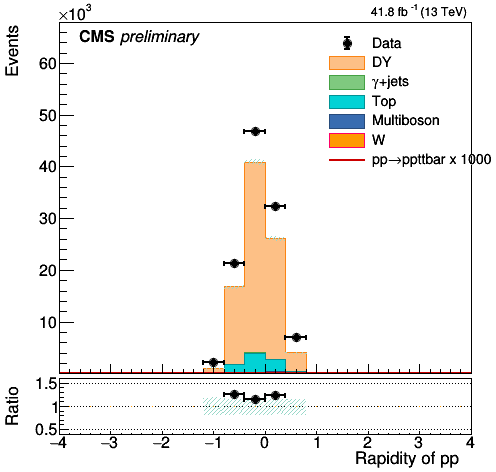 ×10³
41.8 fb⁻¹ (13 TeV)
CMS preliminary
Events
60
50
40
30
20
10
Data
DY
γ+jets
Top
Multiboson
W
pp→ppttbar x 1000
Ratio
1.5
1
0.5
−4 −3 −2 −1 0 1 2 3 4
Rapidity of pp